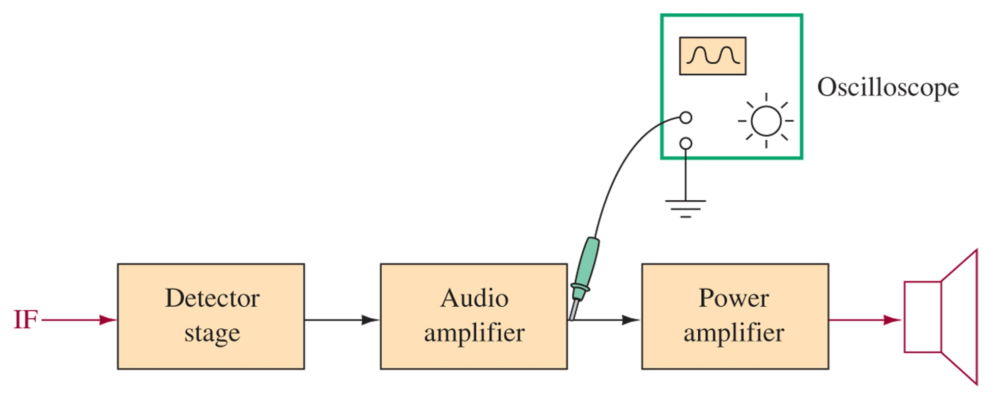 Oscilloscope
IF
Detector
stage
Audio
amplifier
Power
amplifier